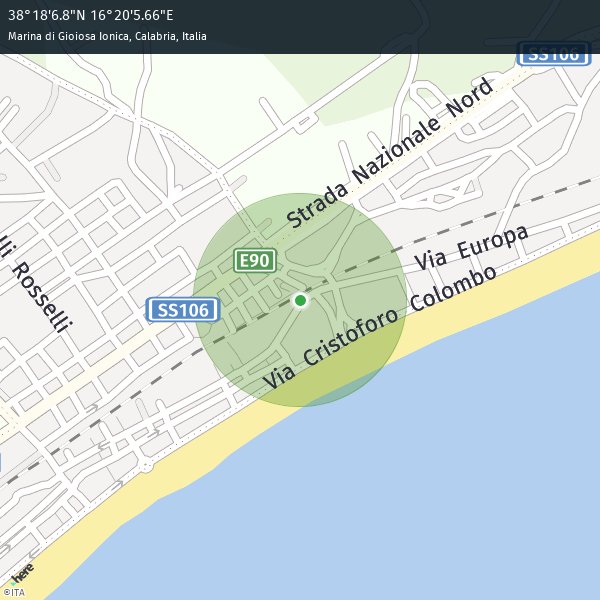 38°18'6.8"N 16°20'5.66"E
Marina di Gioiosa Ionica, Calabria, Italia
SS106
Strada Nazionale Nord
lli Rosselli
E90
Via Europa
SS106
Via Cristoforo Colombo
here
©ITA